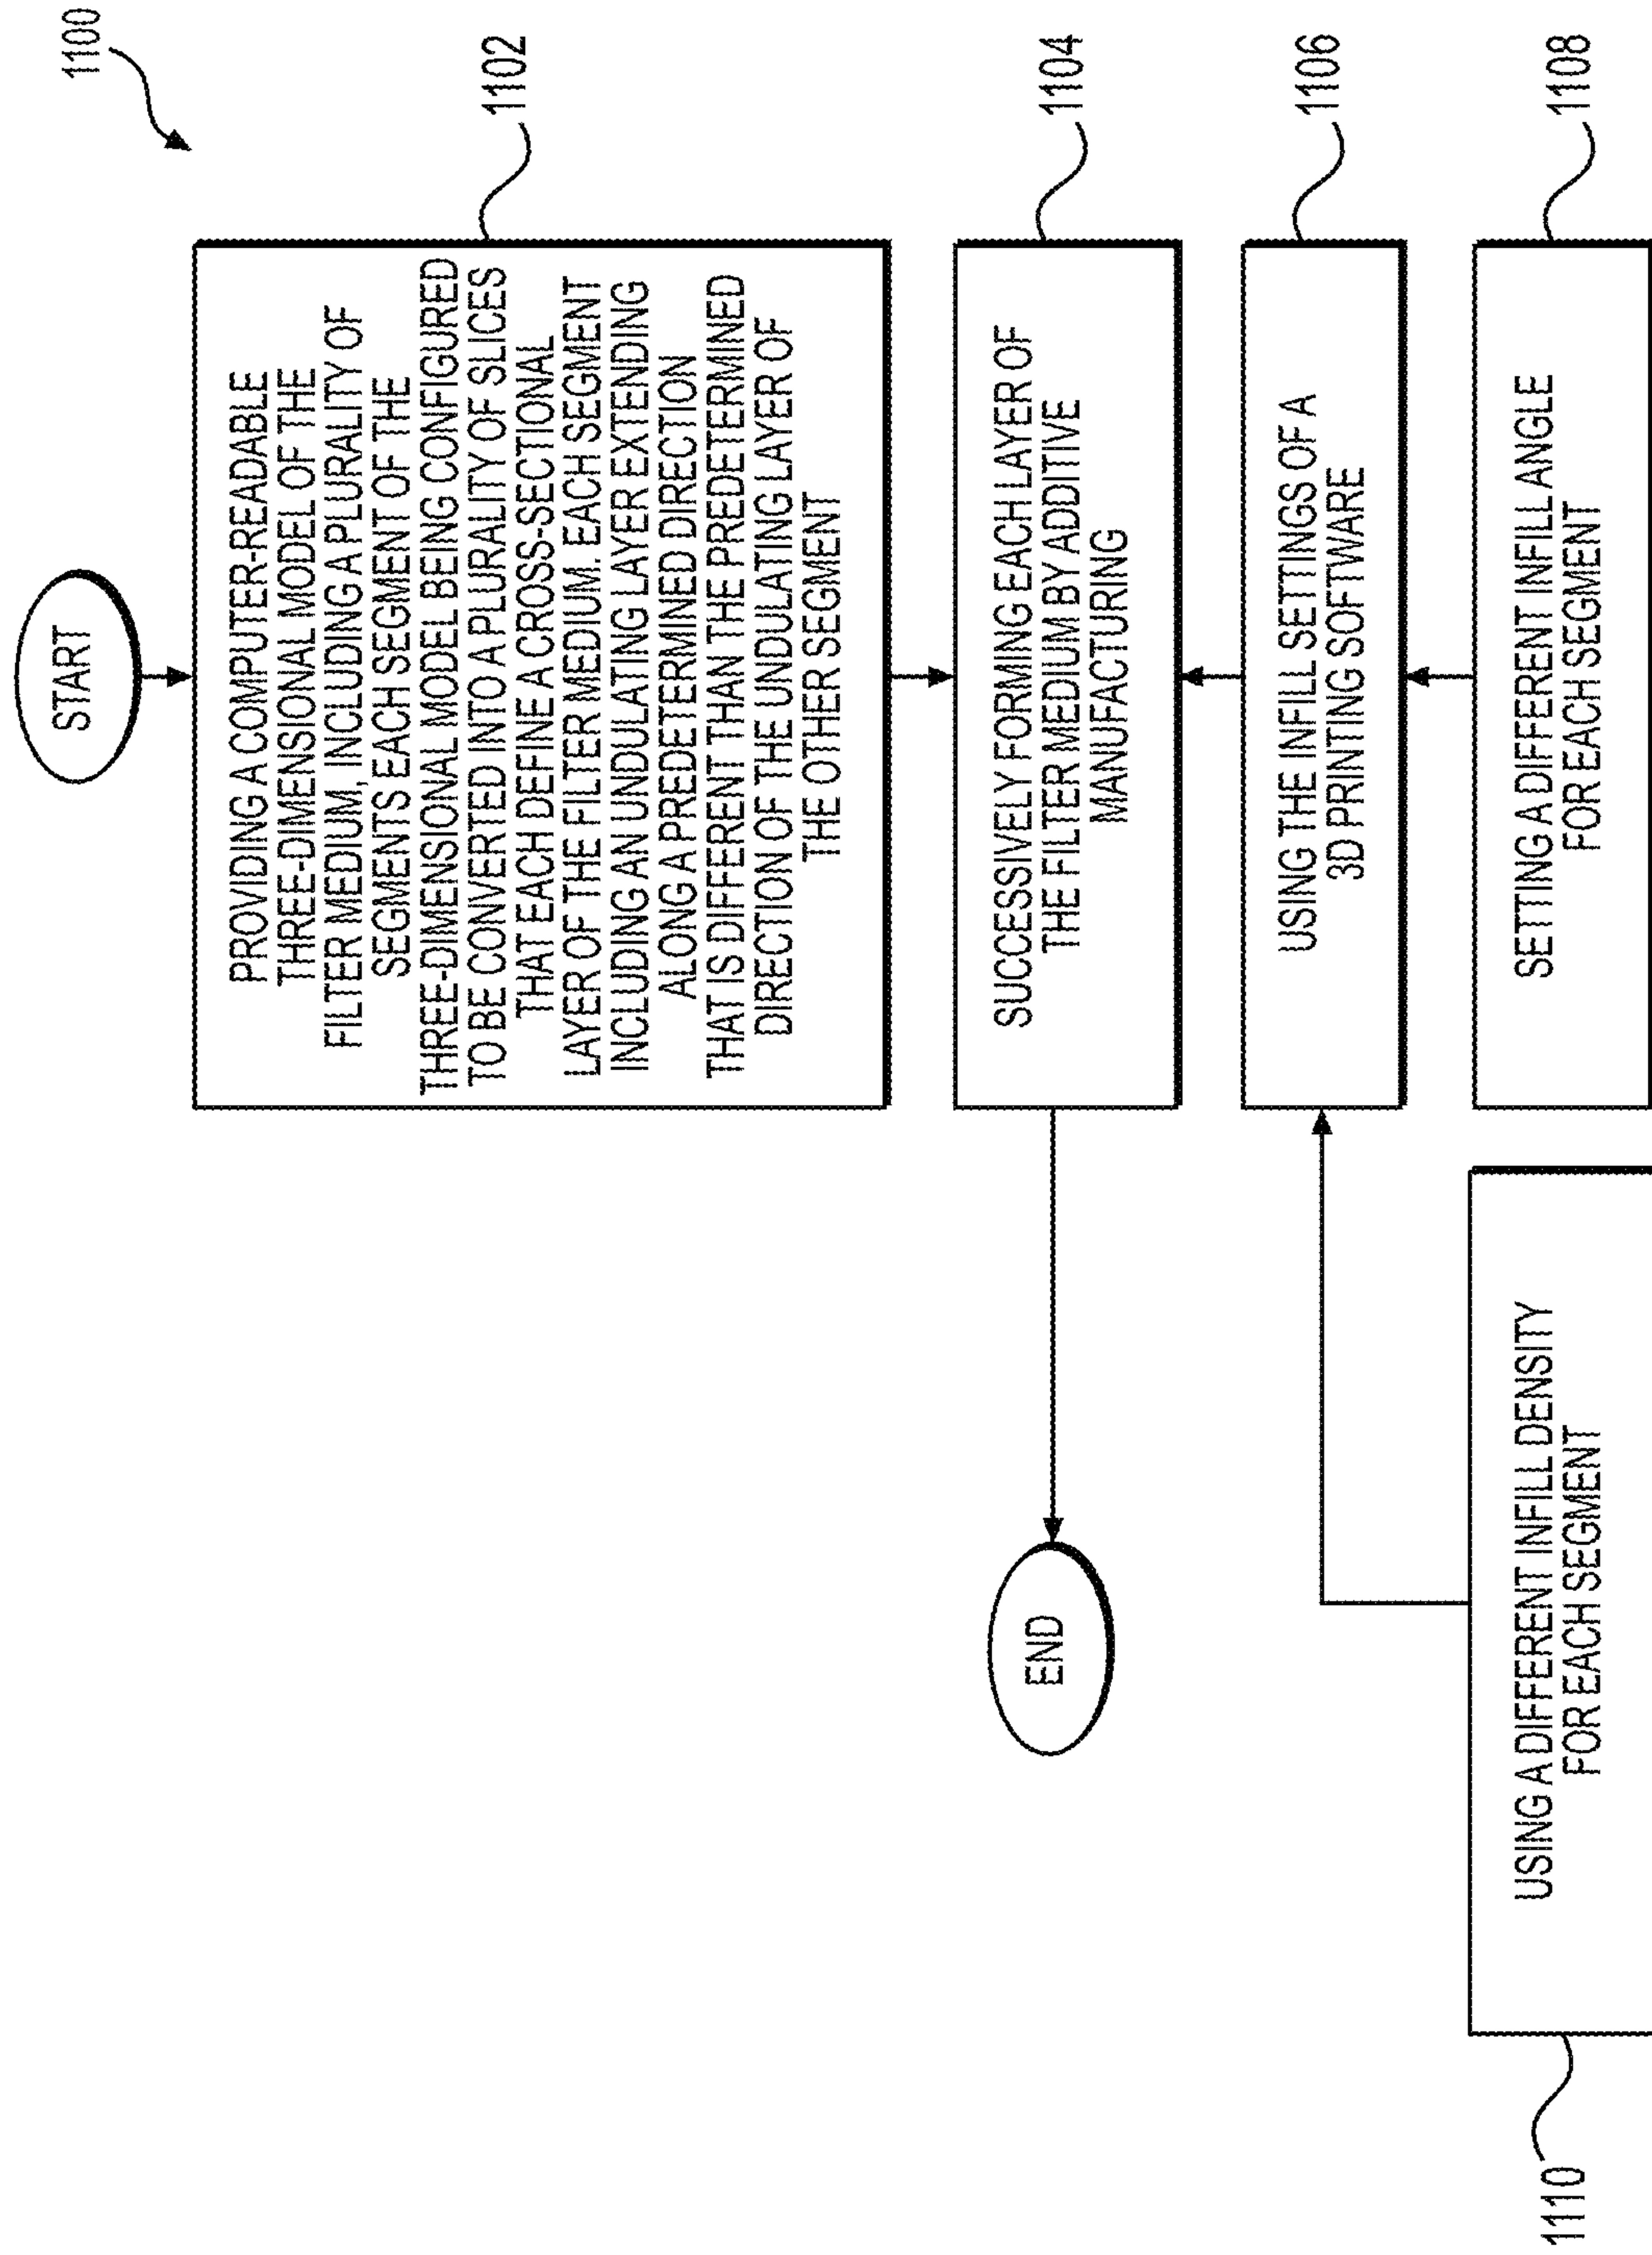 1100
START
PROVIDING A COMPUTER-READABLE
THREE-DIMENSIONAL MODEL OF THE
FILTER MEDIUM, INCLUDING A PLURALITY OF
SEGMENTS EACH SEGMENT OF THE
THREE-DIMENSIONAL MODEL BEING CONFIGURED
TO BE CONVERTED INTO A PLURALITY OF SLICES
THAT EACH DEFINE A CROSS-SECTIONAL
LAYER OF THE FILTER MEDIUM. EACH SEGMENT
INCLUDING AN UNDULATING LAYER EXTENDING
ALONG A PREDETERMINED DIRECTION
THAT IS DIFFERENT THAN THE PREDETERMINED
DIRECTION OF THE UNDULATING LAYER OF
THE OTHER SEGMENT
1102
SUCCESSIVELY FORMING EACH LAYER OF
THE FILTER MEDIUM BY ADDITIVE
MANUFACTURING
1104
END
USING THE INFILL SETTINGS OF A
3D PRINTING SOFTWARE
1106
SETTING A DIFFERENT INFILL ANGLE
FOR EACH SEGMENT
1108
USING A DIFFERENT INFILL DENSITY
FOR EACH SEGMENT
1110